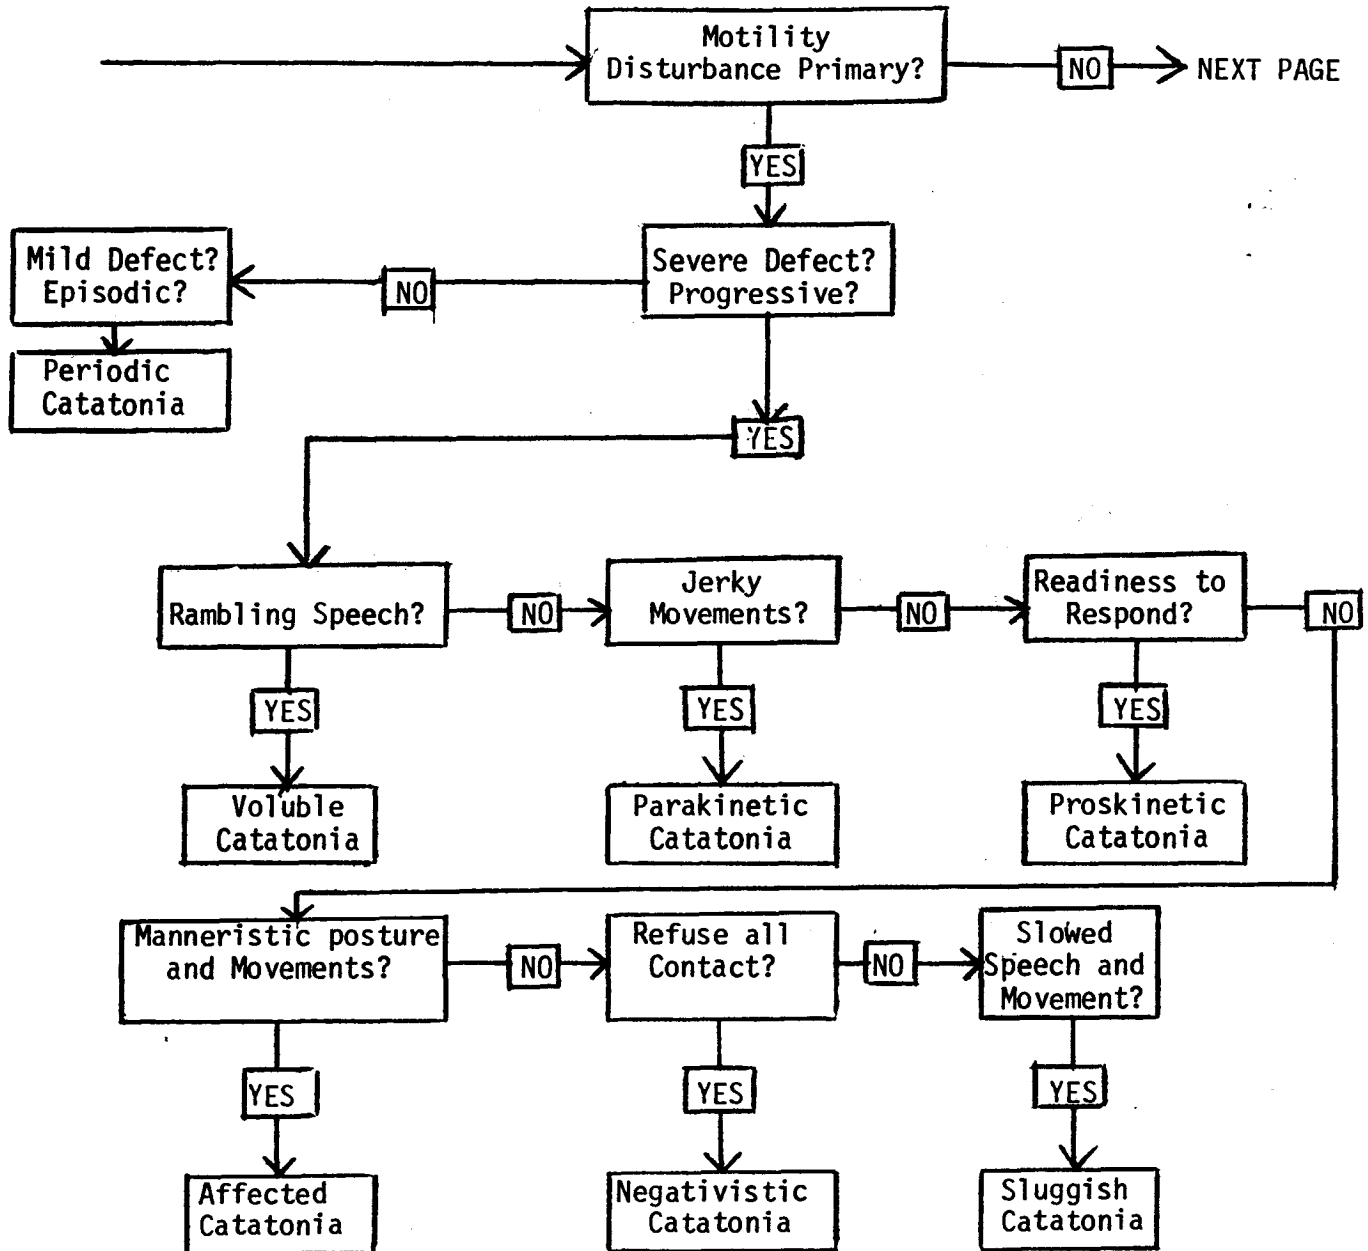 Motility
Disturbance Primary?
NO
NEXT PAGE
YES
Mild Defect?
Episodic?
NO
Severe Defect?
Progressive?
Periodic
Catatonia
YES
Rambling Speech?
NO
Jerky
Movements?
NO
Readiness to
Respond?
NO
YES
YES
YES
Voluble
Catatonia
Parakinetic
Catatonia
Proskinetic
Catatonia
Manneristic posture
and Movements?
NO
Refuse all
Contact?
NO
Slowed
Speech and
Movement?
YES
YES
YES
Affected
Catatonia
Negativistic
Catatonia
Sluggish
Catatonia